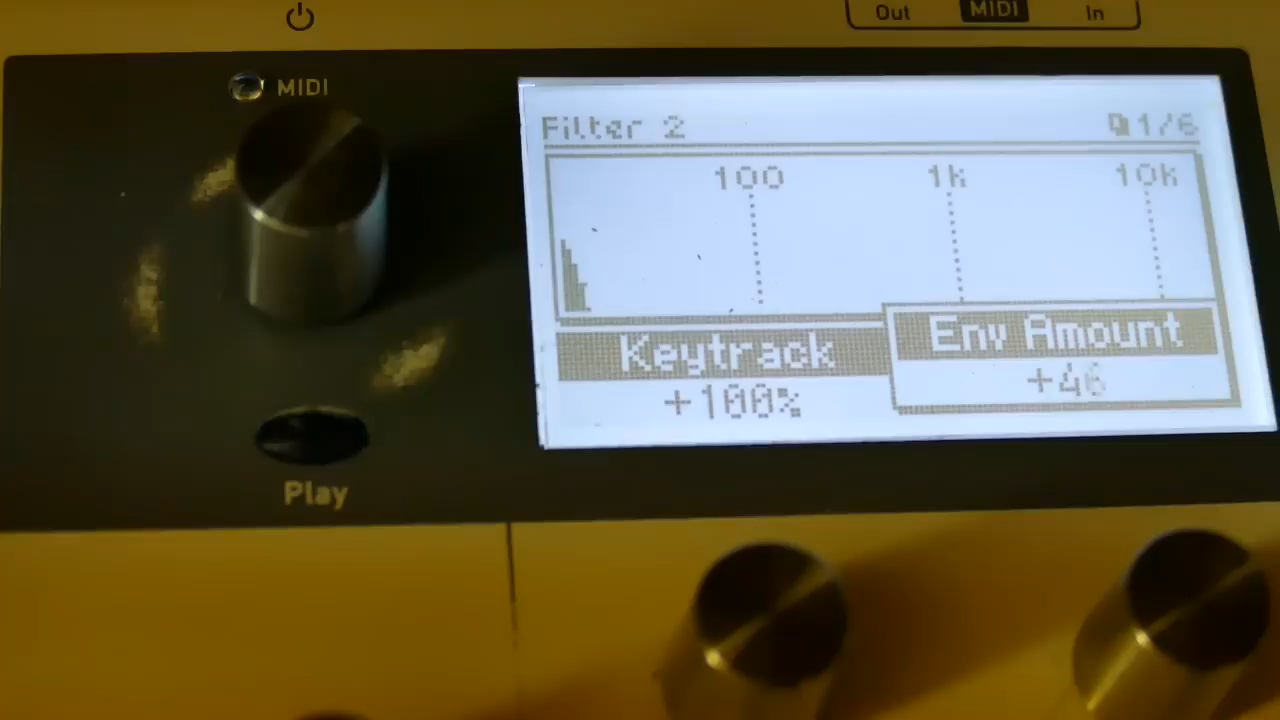 Out MIDI In
MIDI
Filter 2 1/6
100 1k 10k
Keytrack Env Amount
+100% +46
Play